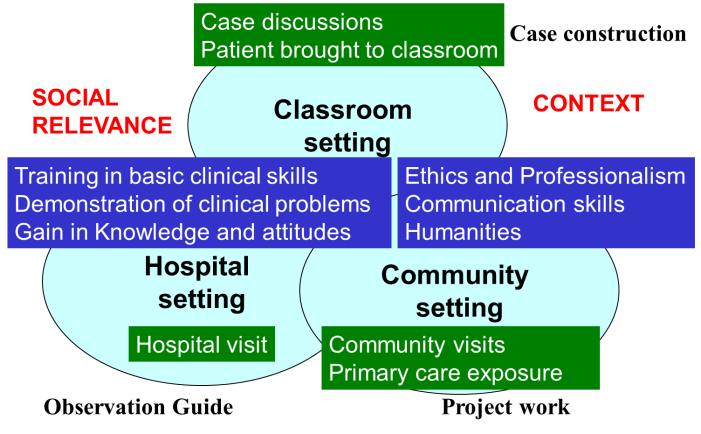 Case discussions
Patient brought to classroom
Case construction
SOCIAL
RELEVANCE
CONTEXT
Classroom
setting
Training in basic clinical skills
Demonstration of clinical problems
Gain in Knowledge and attitudes
Ethics and Professionalism
Communication skills
Humanities
Hospital
setting
Community
setting
Hospital visit
Community visits
Primary care exposure
Observation Guide
Project work